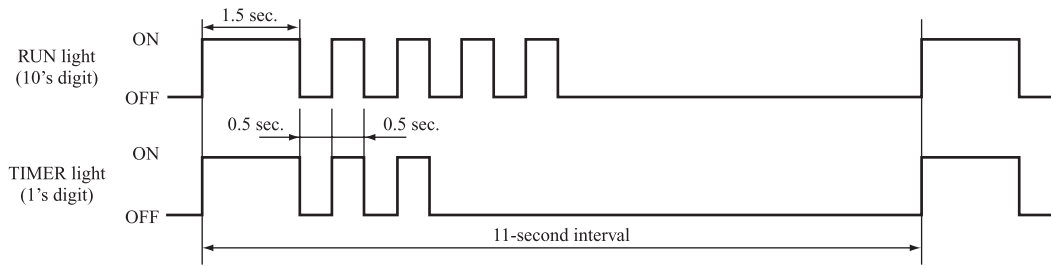 1.5 sec.
ON
RUN light
(10's digit)
OFF
0.5 sec.
0.5 sec.
ON
TIMER light
(1's digit)
OFF
11-second interval